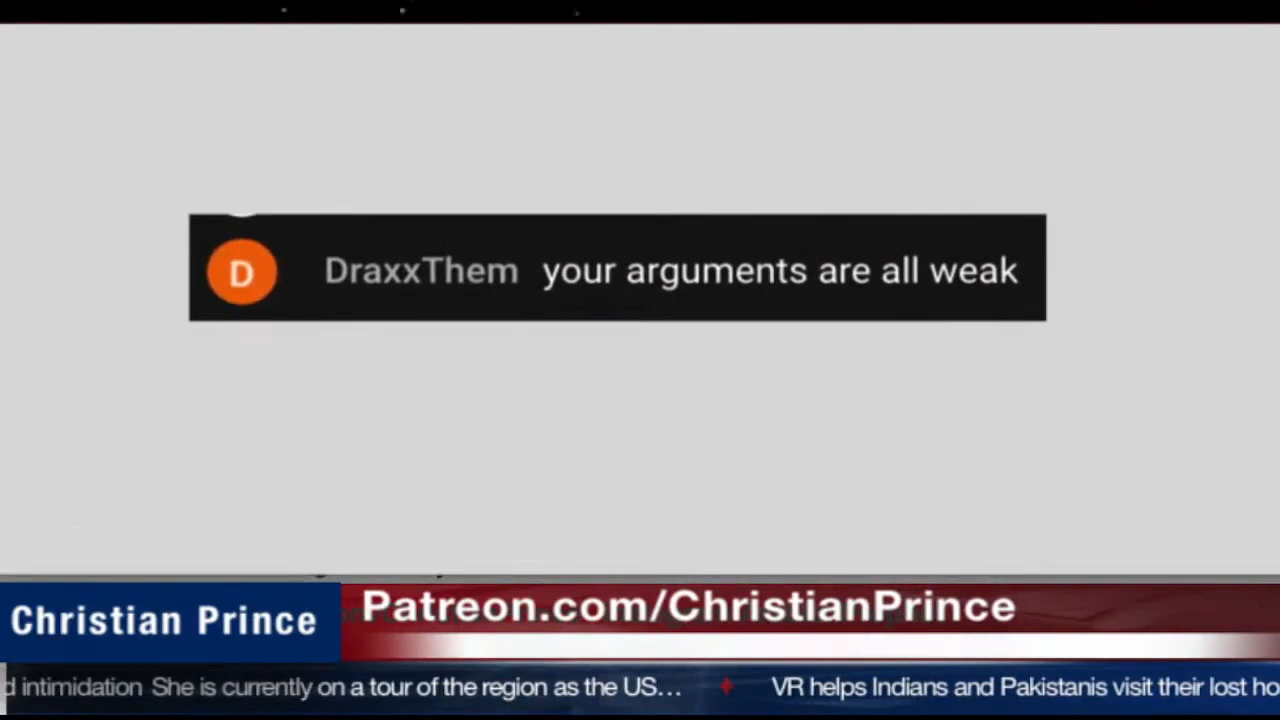 D DraxxThem your arguments are all weak
Patreon.com/ChristianPrince
Christian Prince
d intimidation She is currently on a tour of the region as the US… VR helps Indians and Pakistanis visit their lost ho